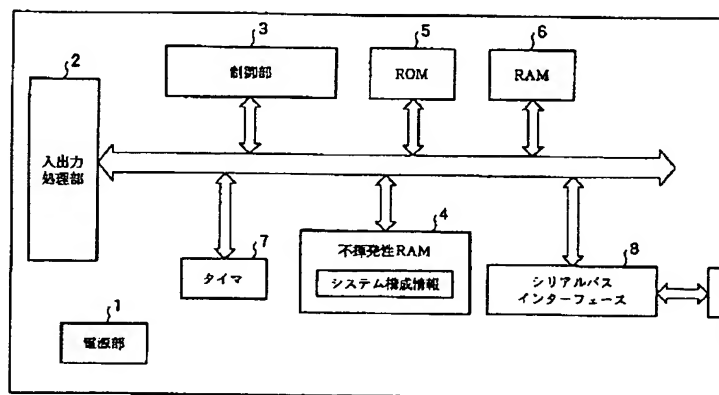 3
制御部
5
ROM
6
RAM
2
入出力
処理部
7
タイマ
4
不揮発性RAM
システム構成情報
8
シリアルバス
インターフェース
1
電源部